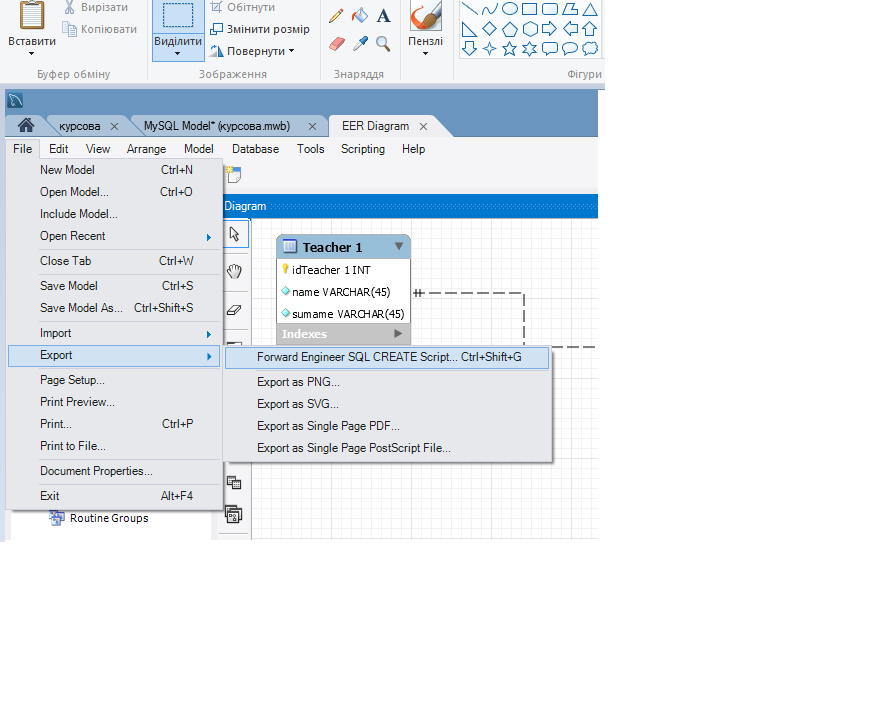 Вставити
Вирізати
Копіювати
Буфер обміну
Виділити
Обітнути
Змінити розмір
Повернути
Зображення
A
Знаряддя
Пензлі
Фігури
курсова
MySQL Model* (курсова.mwb)
EER Diagram
File Edit View Arrange Model Database Tools Scripting Help
New Model Ctrl+N
Open Model... Ctrl+O
Include Model...
Open Recent
Close Tab Ctrl+W
Save Model Ctrl+S
Save Model As... Ctrl+Shift+S
Import
Export
Page Setup...
Print Preview...
Print... Ctrl+P
Print to File...
Document Properties...
Exit Alt+F4
Forward Engineer SQL CREATE Script... Ctrl+Shift+G
Export as PNG...
Export as SVG...
Export as Single Page PDF...
Export as Single Page PostScript File...
Diagram
Teacher 1
idTeacher 1 INT
name VARCHAR(45)
surname VARCHAR(45)
Indexes
Routine Groups